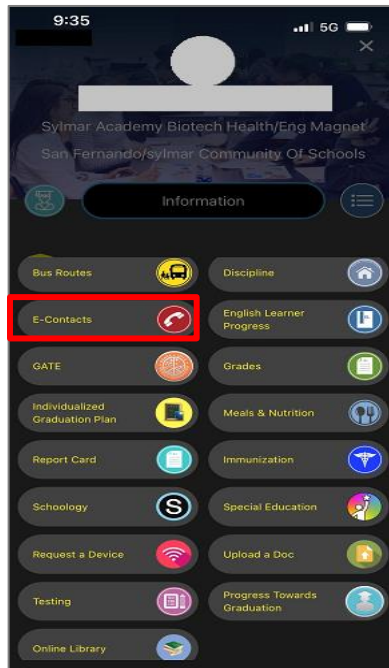 9:35
5G
Sylmar Academy Biotech Health/Eng Magnet
San Fernando/sylmar Community Of Schools
Information
Bus Routes
Discipline
E-Contacts
English Learner
Progress
GATE
Grades
Individualized
Graduation Plan
Meals & Nutrition
Report Card
Immunization
Schoology
S
Special Education
Request a Device
Upload a Doc
Testing
Progress Towards
Graduation
Online Library